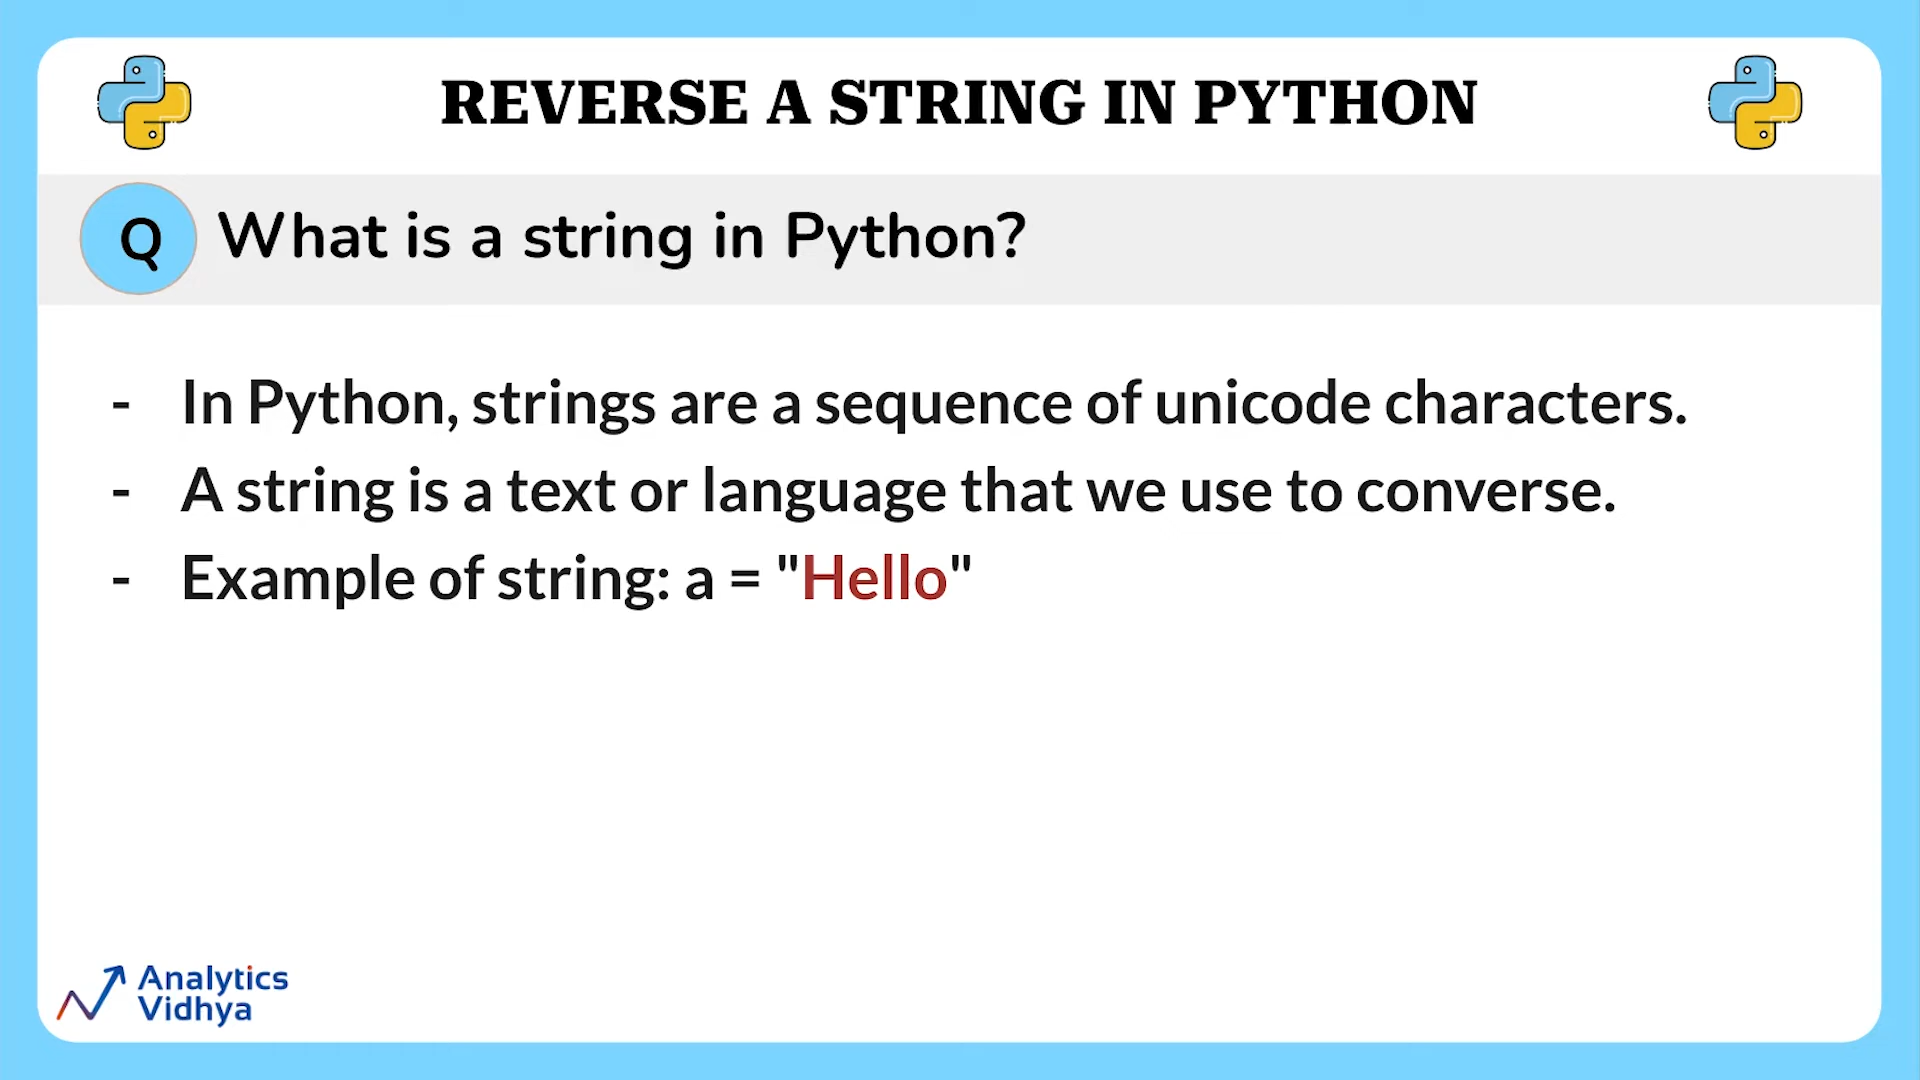 REVERSE A STRING IN PYTHON
Q What is a string in Python?
- In Python, strings are a sequence of unicode characters.
- A string is a text or language that we use to converse.
- Example of string: a = "Hello"
Analytics
Vidhya